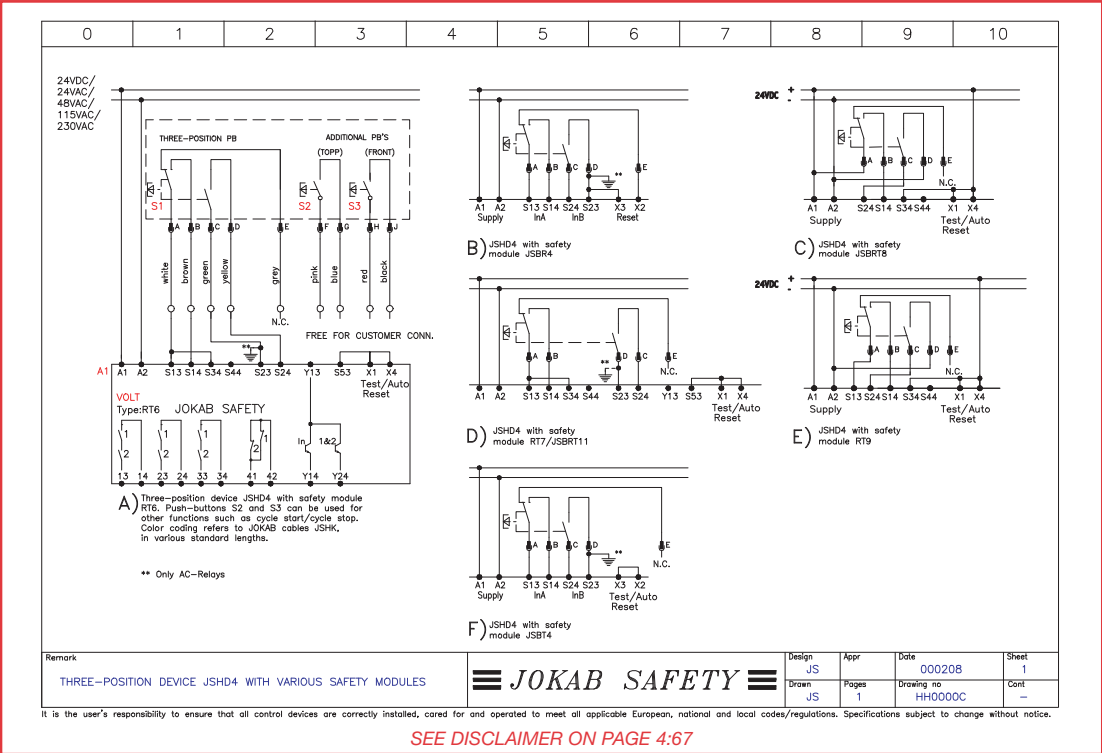 0 1 2 3 4 5 6 7 8 9 10
24VDC/
24VAC/
48VAC/
115VAC/
230VAC
THREE-POSITION PB
ADDITIONAL PB'S
(TOPP) (FRONT)
S1 S2 S3
A B C D E F G H J
white brown green yellow grey pink blue red black
N.C.
FREE FOR CUSTOMER CONN.
**
A1 A1 A2 S13 S14 S34 S44 S23 S24 Y13 S53 X1 X4
Test/Auto
Reset
VOLT
Type:RT6 JOKAB SAFETY
1 1 1 1
2 2 2 2
In 1&2
13 14 23 24 33 34 41 42 Y14 Y24
A) Three-position device JSHD4 with safety module
RT6. Push-buttons S2 and S3 can be used for
other functions such as cycle start/cycle stop.
Color coding refers to JOKAB cables JSHK,
in various standard lengths.
** Only AC-Relays
A B C D E
**
A1 A2 S13 S14 S24 S23 X3 X2
Supply InA InB Reset
B) JSHD4 with safety
module JSBR4
24VDC + -
A B C D E
N.C.
A1 A2 S24 S14 S34 S44 X1 X4
Supply Test/Auto
Reset
C) JSHD4 with safety
module JSBRT8
A B D C E
**
N.C.
A1 A2 S13 S14 S34 S44 S23 S24 Y13 S53 X1 X4
Test/Auto
Reset
D) JSHD4 with safety
module RT7/JSBRT11
24VDC + -
A B C D E
N.C.
A1 A2 S13 S24 S14 S23 S34 S44 X1 X4
Supply Test/Auto
Reset
E) JSHD4 with safety
module RT9
A B C D E
**
N.C.
A1 A2 S13 S14 S24 S23 X3 X2
Supply InA InB Test/Auto
Reset
F) JSHD4 with safety
module JSBT4
Remark
THREE-POSITION DEVICE JSHD4 WITH VARIOUS SAFETY MODULES
JOKAB SAFETY
Design Appr Date Sheet
JS 000208 1
Drawn Pages Drawing no Cont
JS 1 HH0000C -
It is the user's responsibility to ensure that all control devices are correctly installed, cared for and operated to meet all applicable European, national and local codes/regulations. Specifications subject to change without notice.
SEE DISCLAIMER ON PAGE 4:67